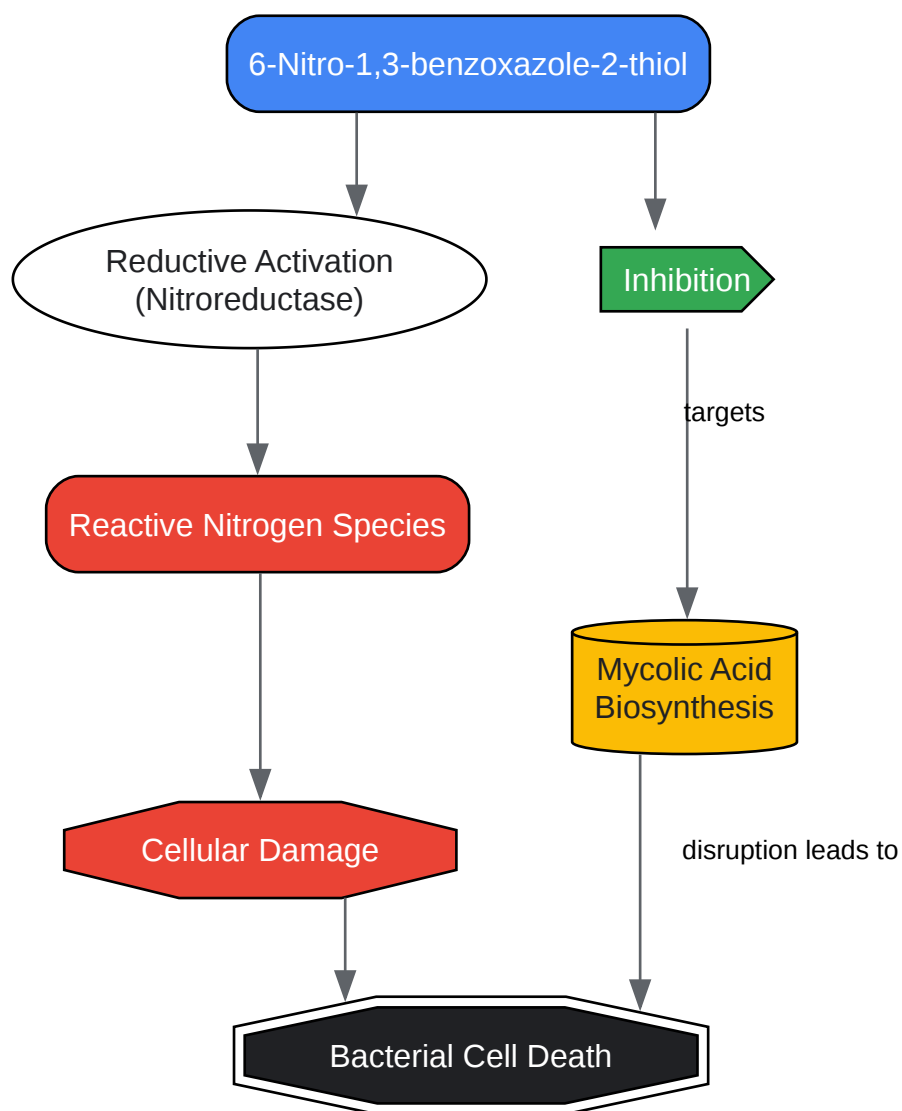 6-Nitro-1,3-benzoxazole-2-thiol
Reductive Activation
(Nitroreductase)
Inhibition
targets
Reactive Nitrogen Species
Mycolic Acid
Biosynthesis
Cellular Damage
disruption leads to
Bacterial Cell Death